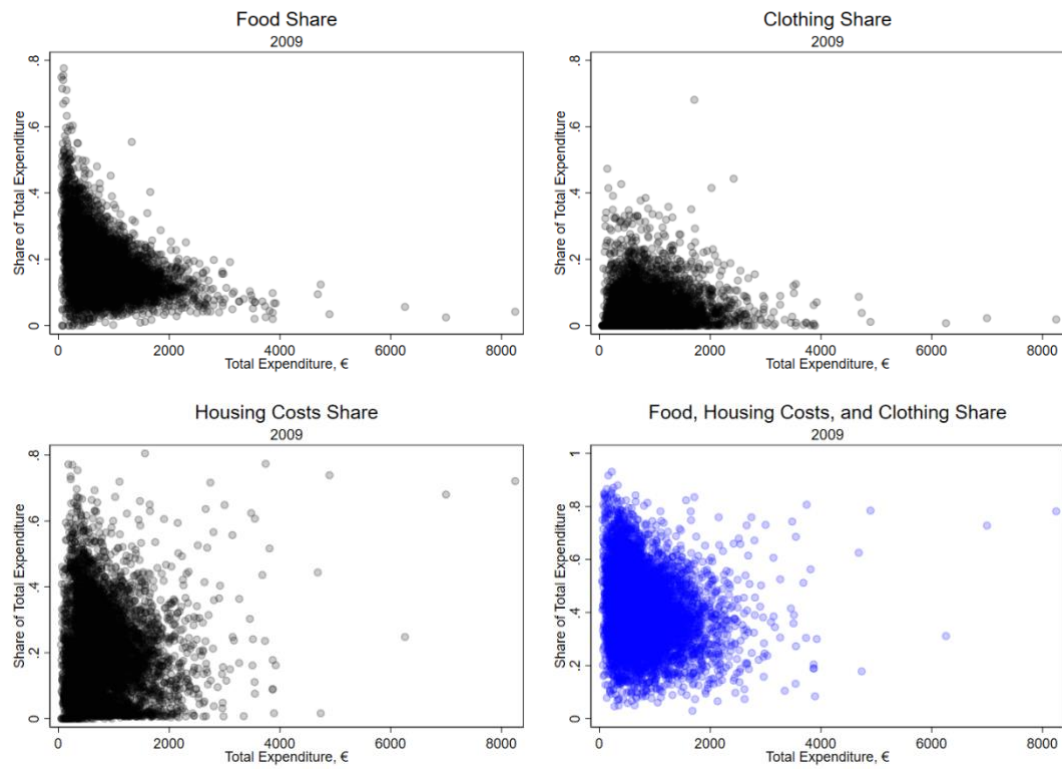 Food Share
2009
Share of Total Expenditure
.8
.6
.4
.2
0
0 2000 4000 6000 8000
Total Expenditure, €
Clothing Share
2009
Share of Total Expenditure
.8
.6
.4
.2
0
0 2000 4000 6000 8000
Total Expenditure, €
Housing Costs Share
2009
Share of Total Expenditure
.8
.6
.4
.2
0
0 2000 4000 6000 8000
Total Expenditure, €
Food, Housing Costs, and Clothing Share
2009
Share of Total Expenditure
1
.8
.6
.4
.2
0
0 2000 4000 6000 8000
Total Expenditure, €